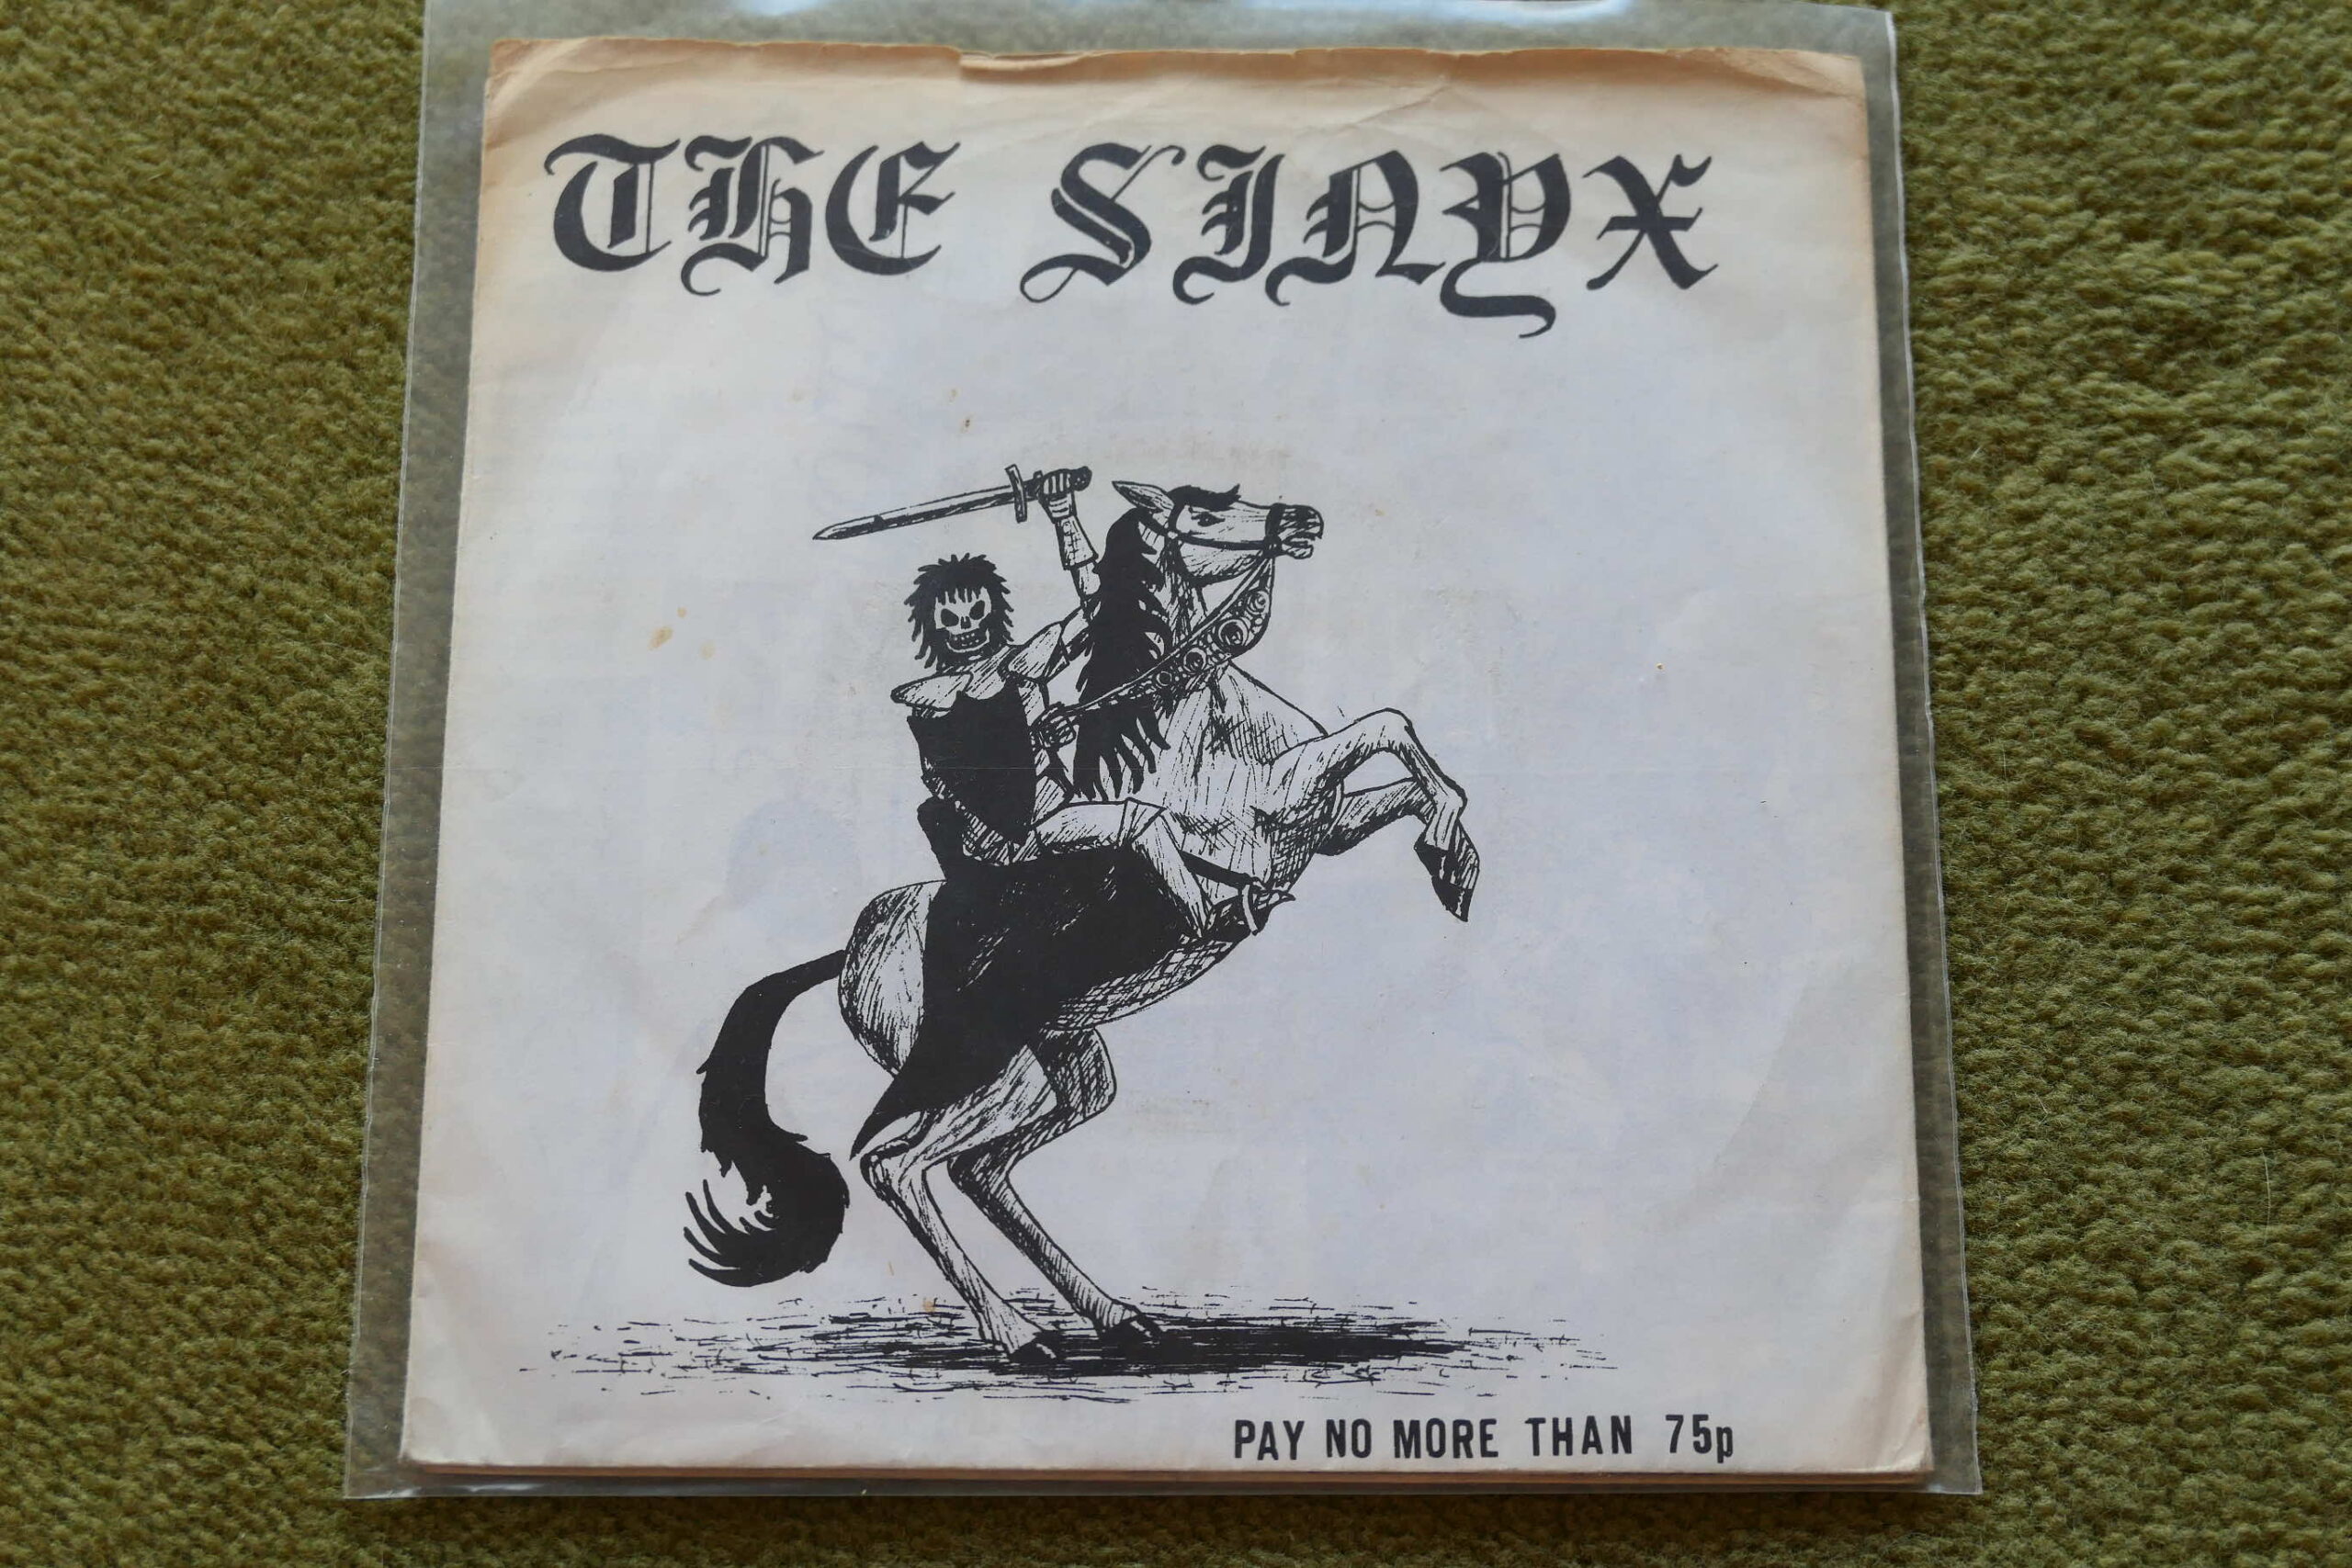 THE SINYX
PAY NO MORE THAN 75p